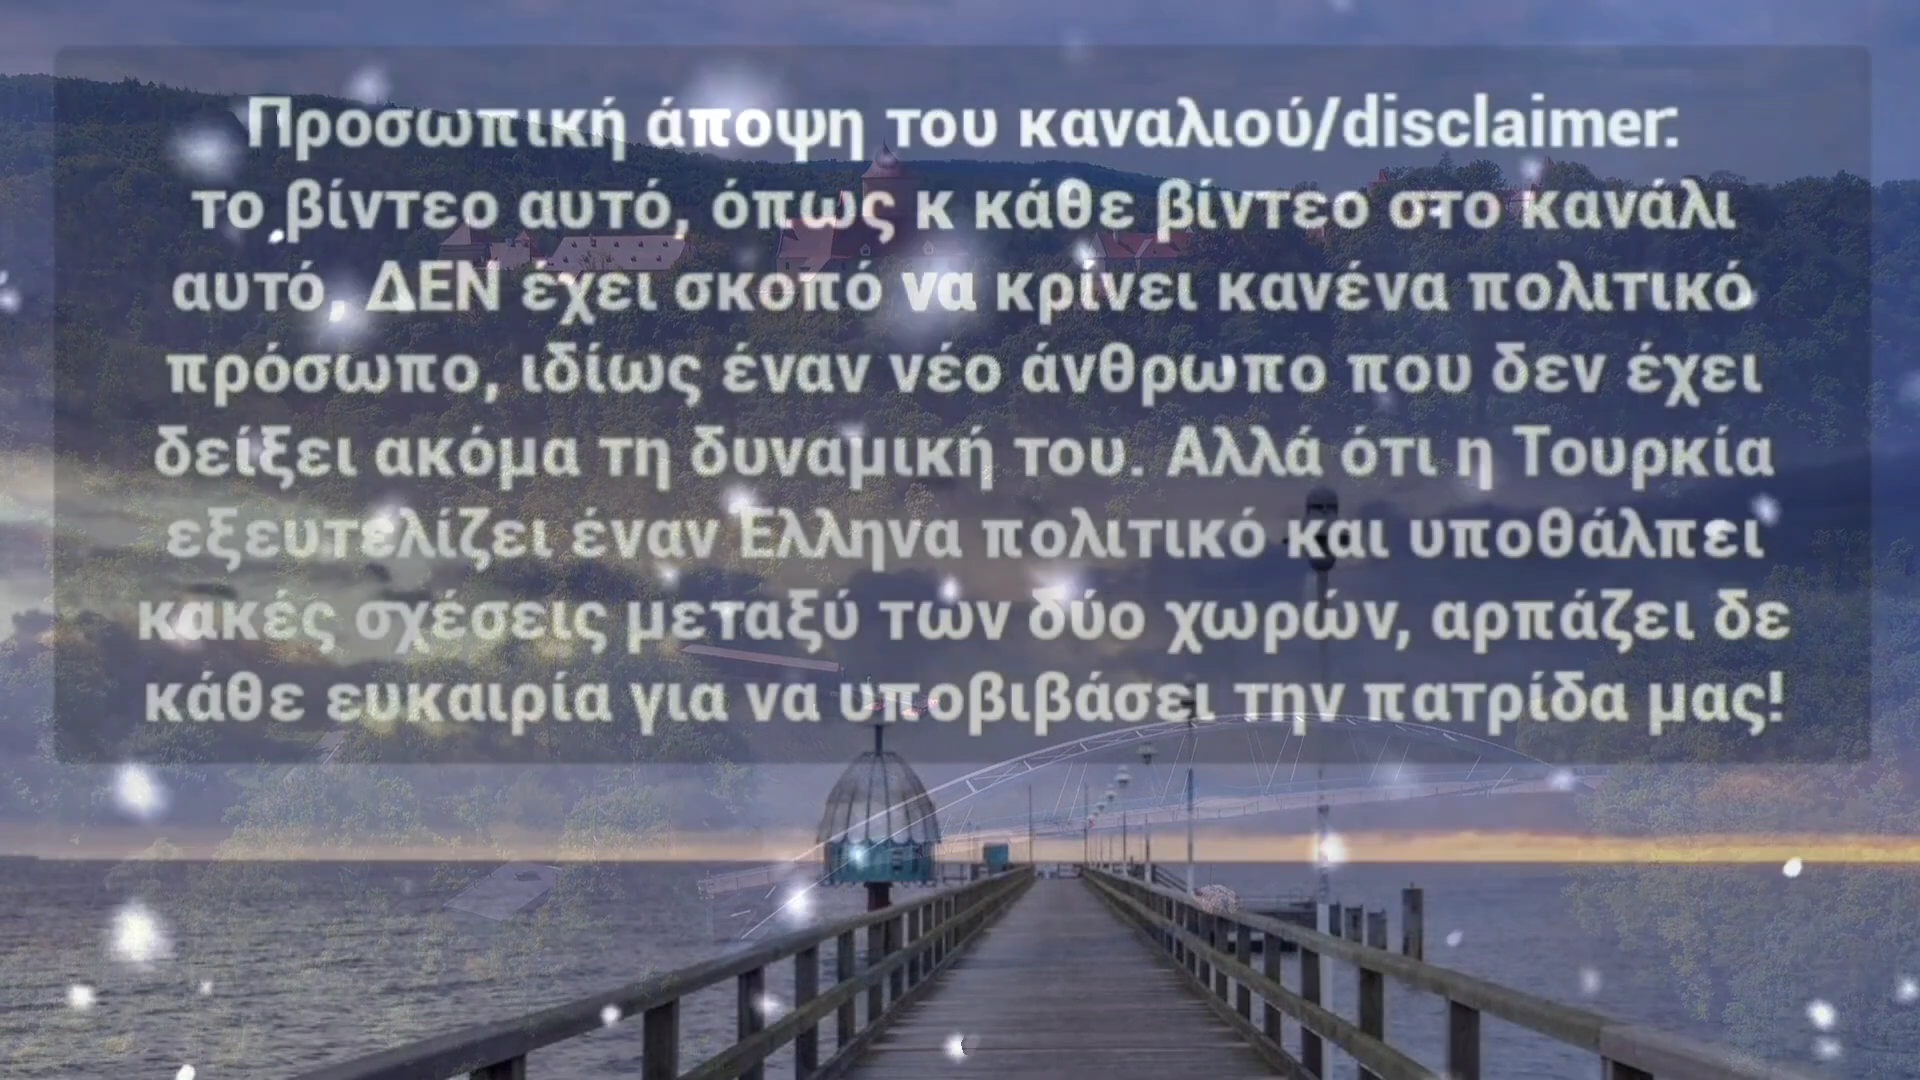 Προσωπική άποψη του καναλιού/disclaimer:
το βίντεο αυτό, όπως κ κάθε βίντεο στο κανάλι
αυτό, ΔΕΝ έχει σκοπό να κρίνει κανένα πολιτικό
πρόσωπο, ιδίως έναν νέο άνθρωπο που δεν έχει
δείξει ακόμα τη δυναμική του. Αλλά ότι η Τουρκία
εξευτελίζει έναν Έλληνα πολιτικό και υποθάλπει
κακές σχέσεις μεταξύ των δύο χωρών, αρπάζει δε
κάθε ευκαιρία για να υποβιβάσει την πατρίδα μας!